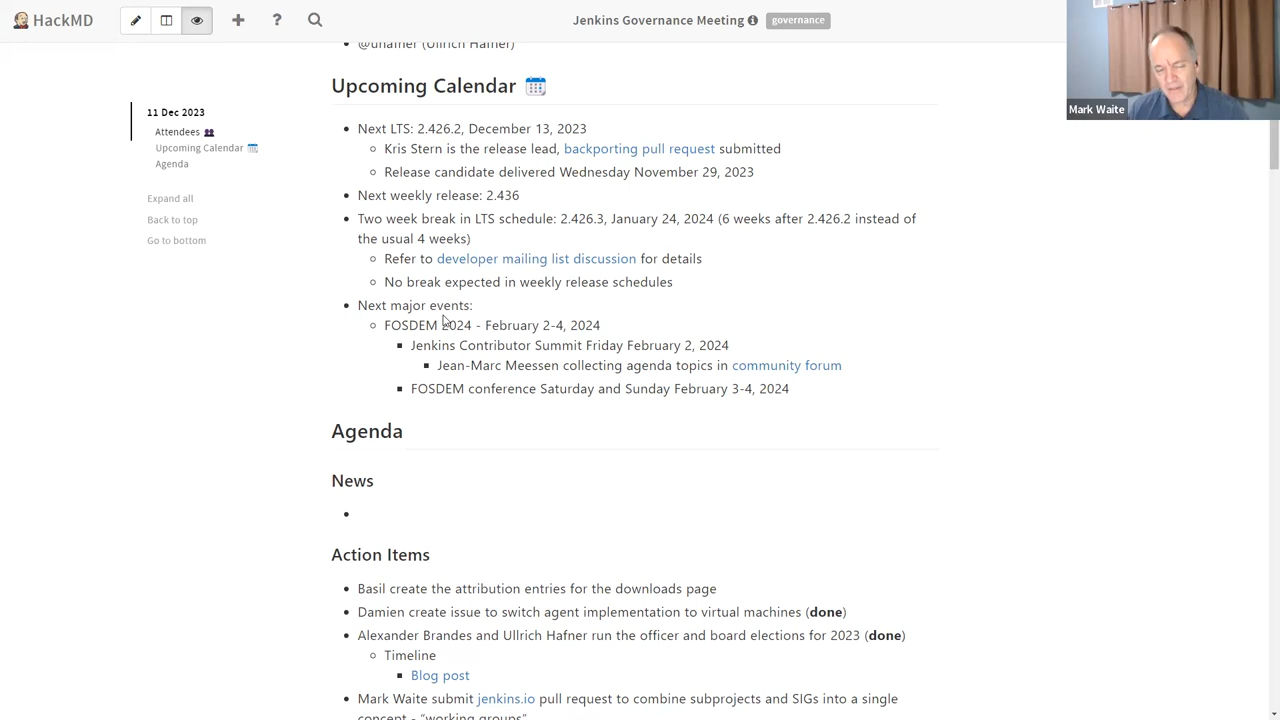 HackMD
Jenkins Governance Meeting
governance
Mark Waite
11 Dec 2023
Attendees
Upcoming Calendar
Agenda
Expand all
Back to top
Go to bottom
@uhafner (Ullrich Hafner)
Upcoming Calendar
Next LTS: 2.426.2, December 13, 2023
Kris Stern is the release lead, backporting pull request submitted
Release candidate delivered Wednesday November 29, 2023
Next weekly release: 2.436
Two week break in LTS schedule: 2.426.3, January 24, 2024 (6 weeks after 2.426.2 instead of
the usual 4 weeks)
Refer to developer mailing list discussion for details
No break expected in weekly release schedules
Next major events:
FOSDEM 2024 - February 2-4, 2024
Jenkins Contributor Summit Friday February 2, 2024
Jean-Marc Meessen collecting agenda topics in community forum
FOSDEM conference Saturday and Sunday February 3-4, 2024
Agenda
News
Action Items
Basil create the attribution entries for the downloads page
Damien create issue to switch agent implementation to virtual machines (done)
Alexander Brandes and Ullrich Hafner run the officer and board elections for 2023 (done)
Timeline
Blog post
Mark Waite submit jenkins.io pull request to combine subprojects and SIGs into a single
concept - "working groups"